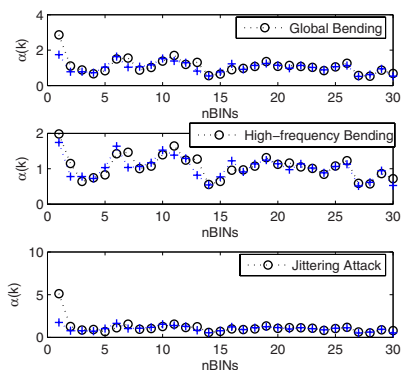 4
2
0
α(k)
Global Bending
0 5 10 15 20 25 30
nBINs
2
1
0
α(k)
High-frequency Bending
0 5 10 15 20 25 30
nBINs
10
5
0
α(k)
Jittering Attack
0 5 10 15 20 25 30
nBINs